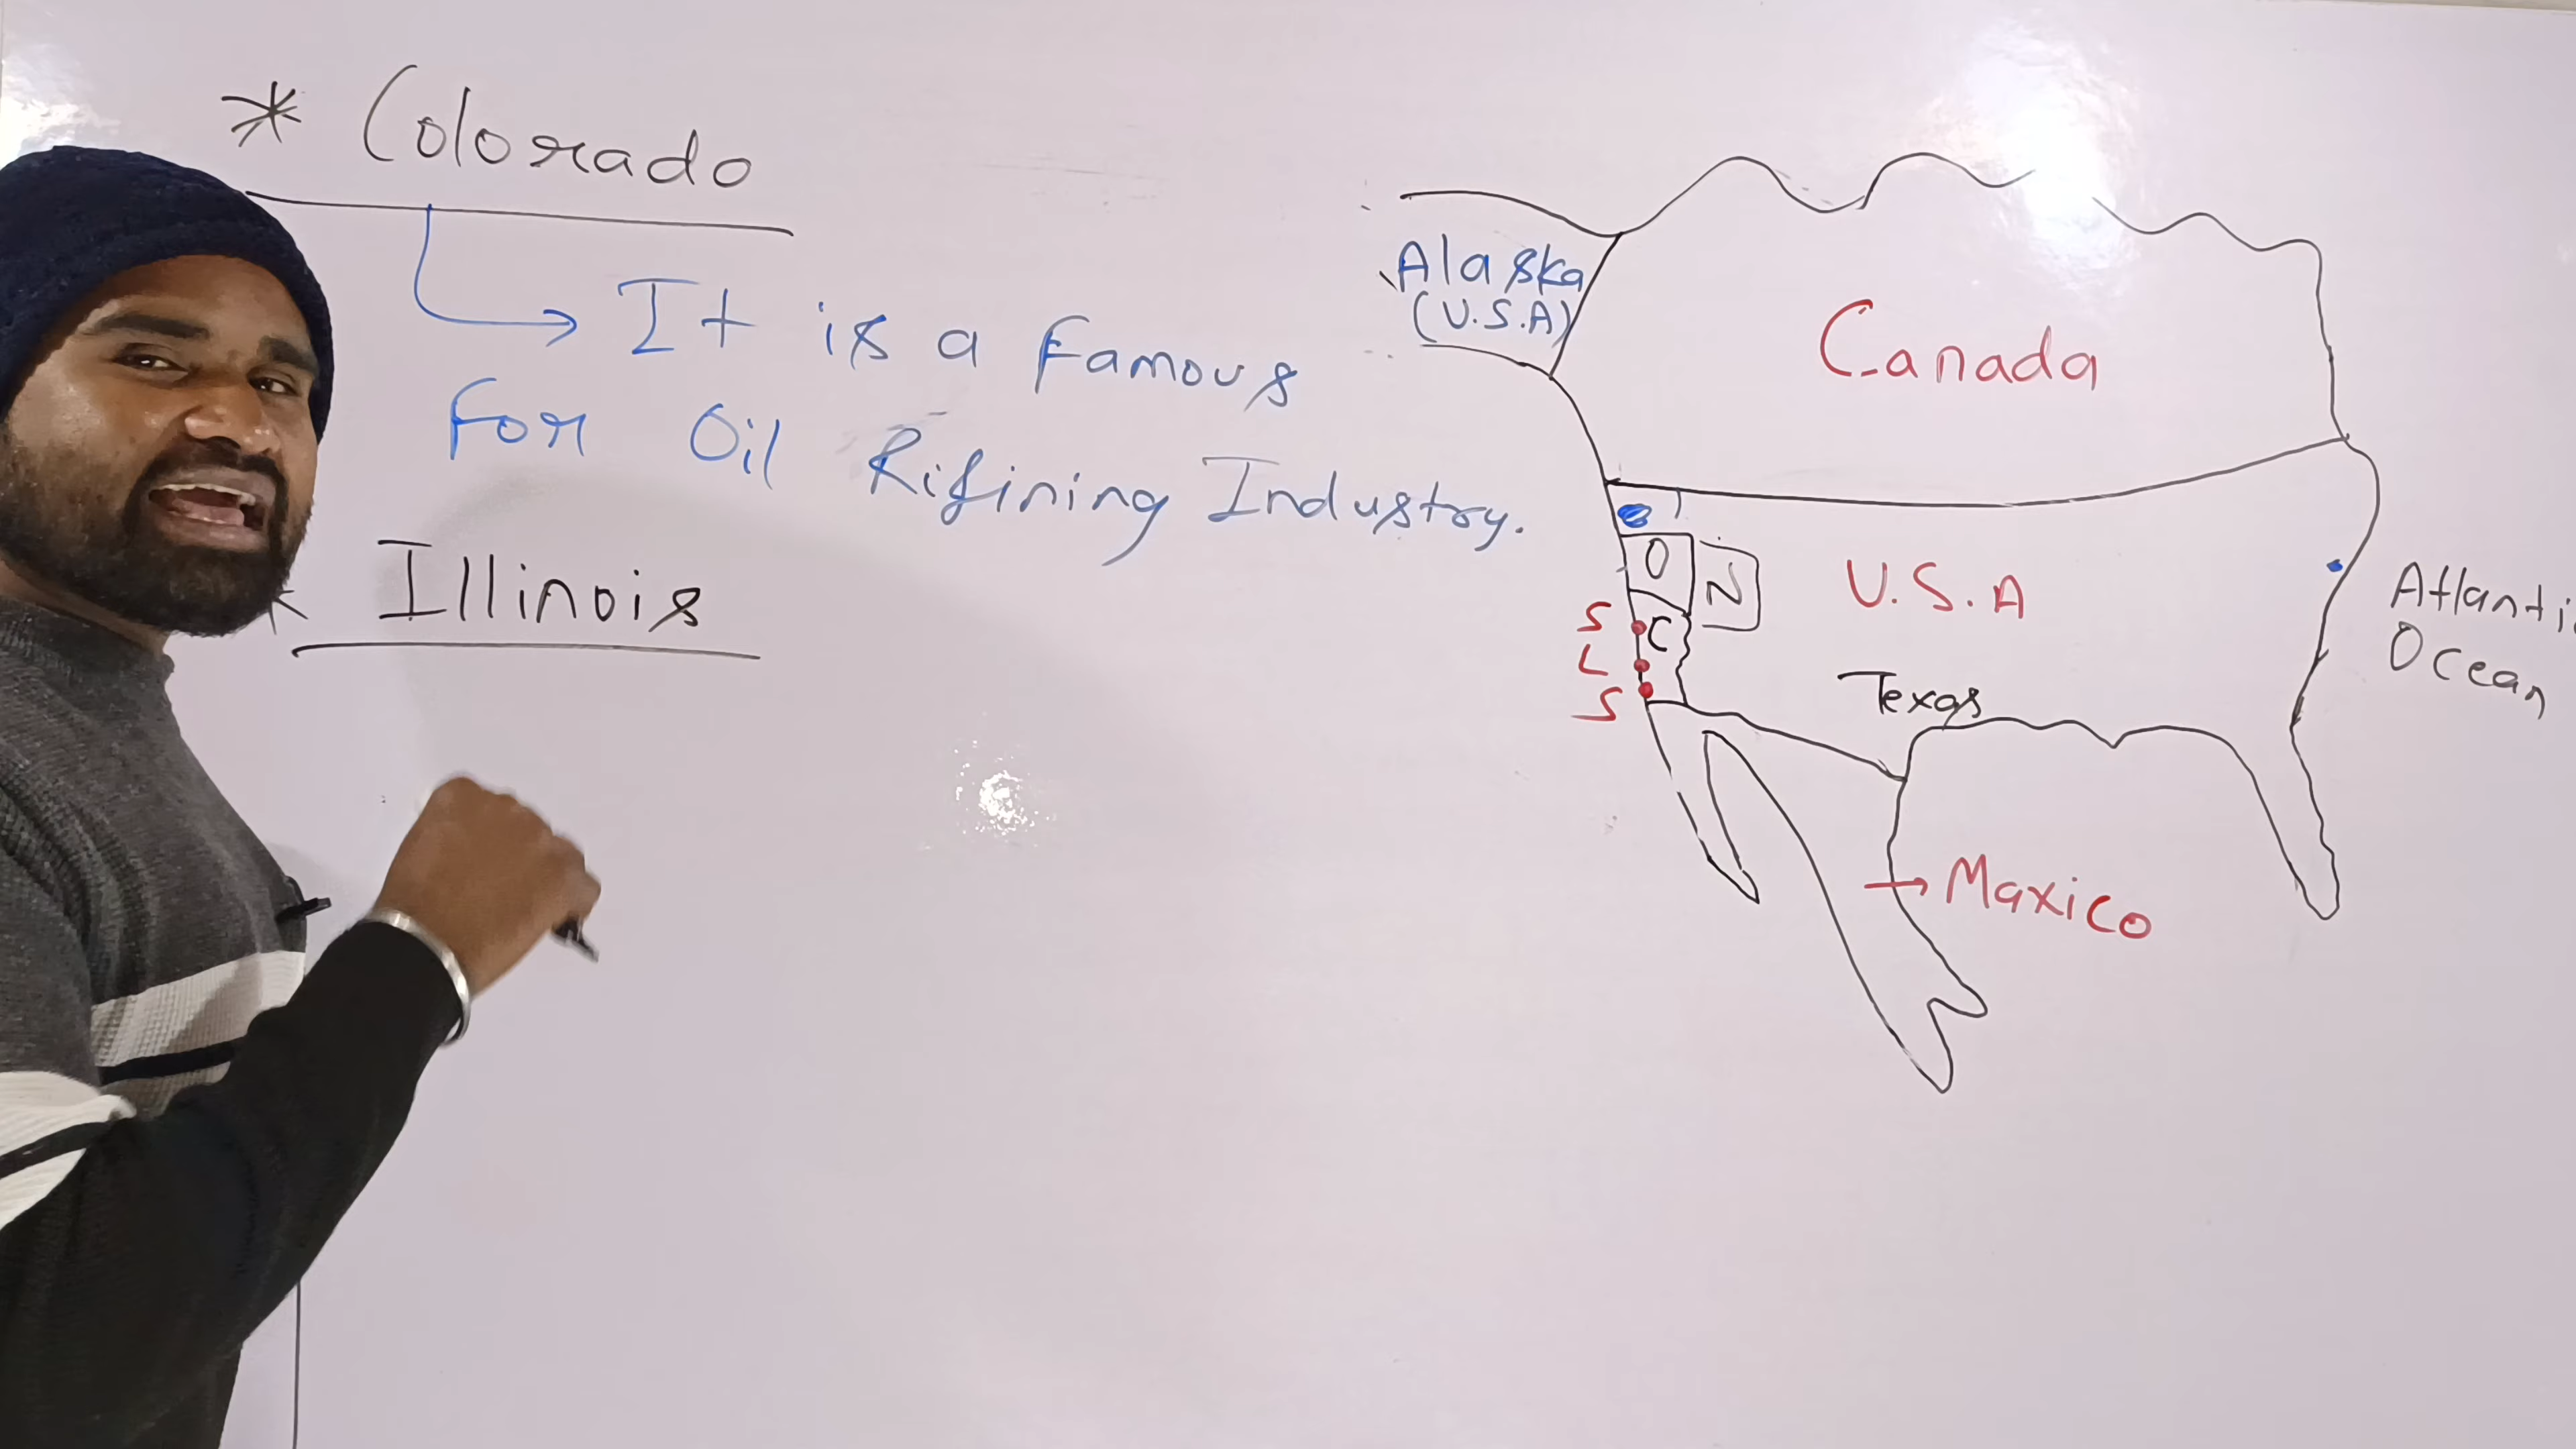 * Colorado
It is a famous
for Oil Rifining Industry.
* Illinois
Alaska
(U.S.A)
Canada
O
N
U.S.A
S
C
L
S
Texas
Atlanti
Ocean
Maxico